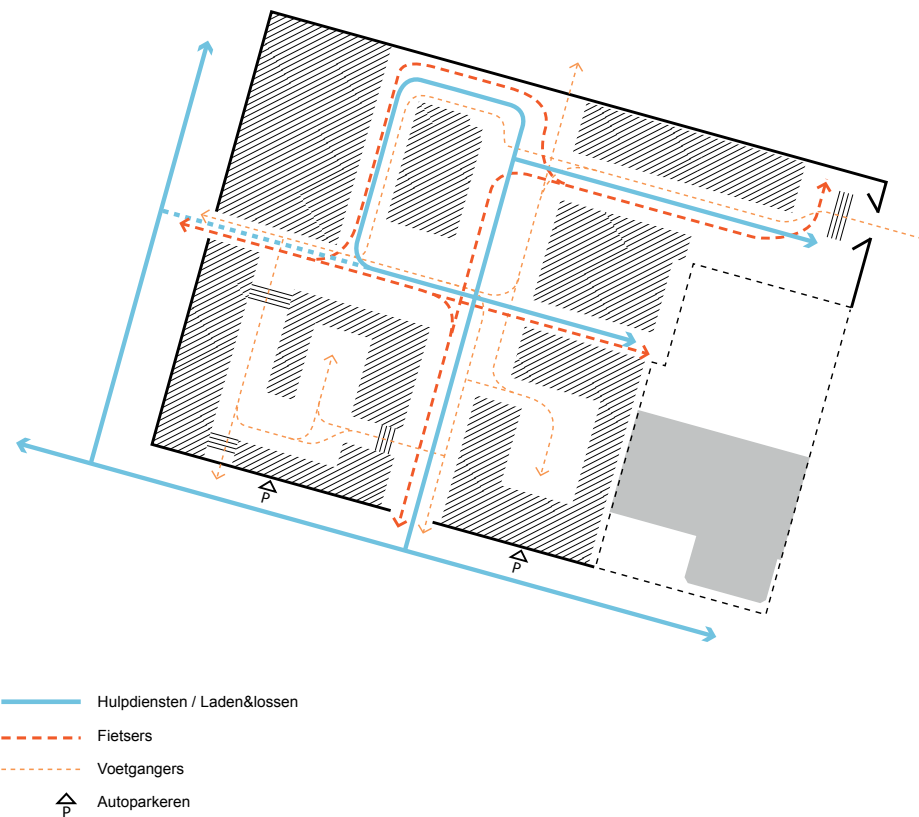 P
P
Hulpdiensten / Laden&lossen
Fietsers
Voetgangers
P
Autoparkeren